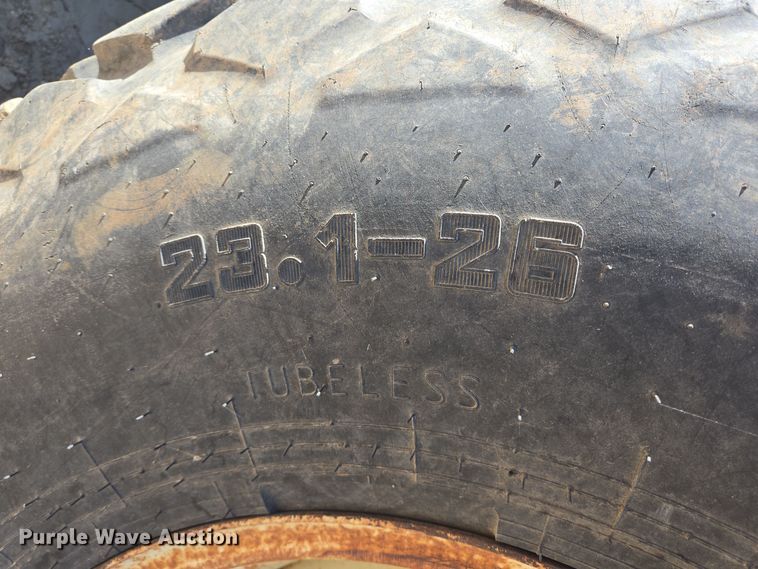 23.1-26
TUBELESS
Purple Wave Auction